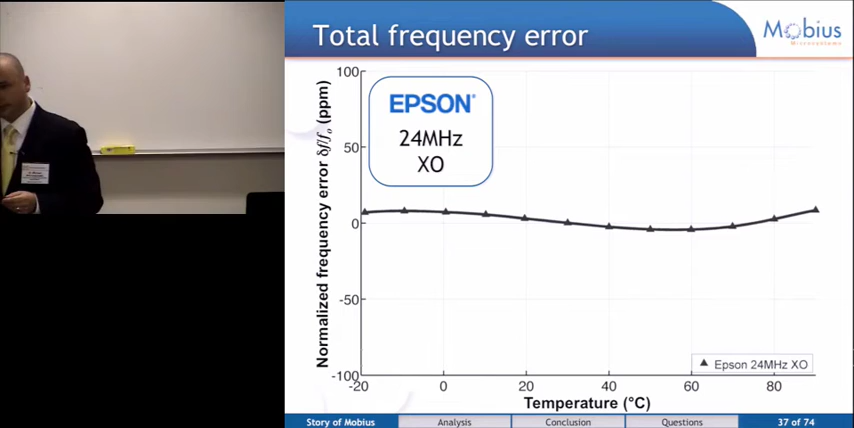 Total frequency error
Mobius
Microsystems
Normalized frequency error δf/fₒ (ppm)
100
50
0
-50
-100
EPSON
24MHz
XO
Epson 24MHz XO
-20
0
20
40
60
80
Temperature (°C)
Story of Mobius
Analysis
Conclusion
Questions
37 of 74